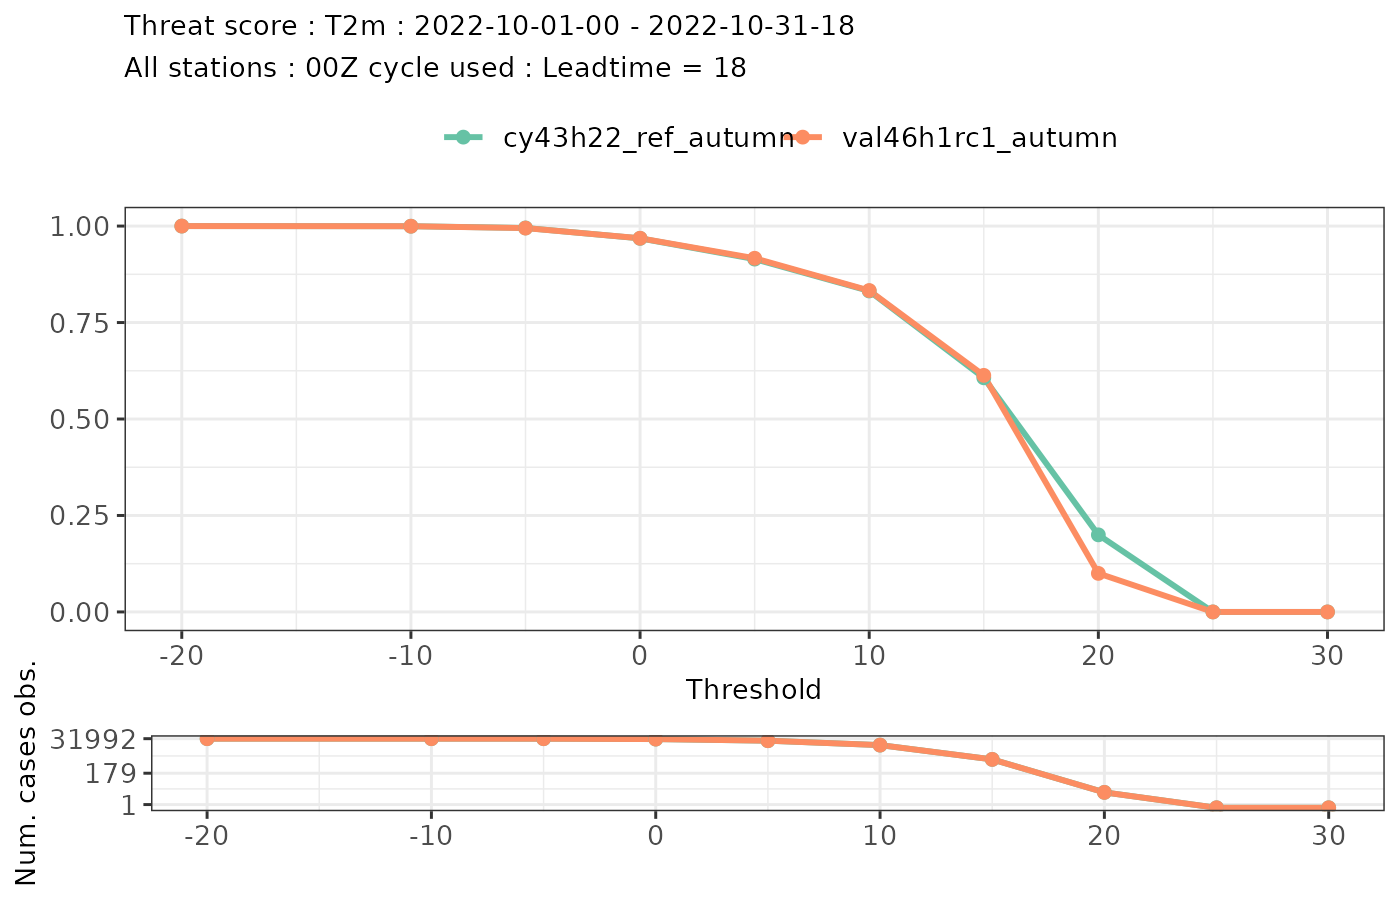 Threat score : T2m : 2022-10-01-00 - 2022-10-31-18
All stations : 00Z cycle used : Leadtime = 18
cy43h22_ref_autumn val46h1rc1_autumn
1.00
0.75
0.50
0.25
0.00
-20 -10 0 10 20 30
Threshold
Num. cases obs.
31992
179
1
-20 -10 0 10 20 30